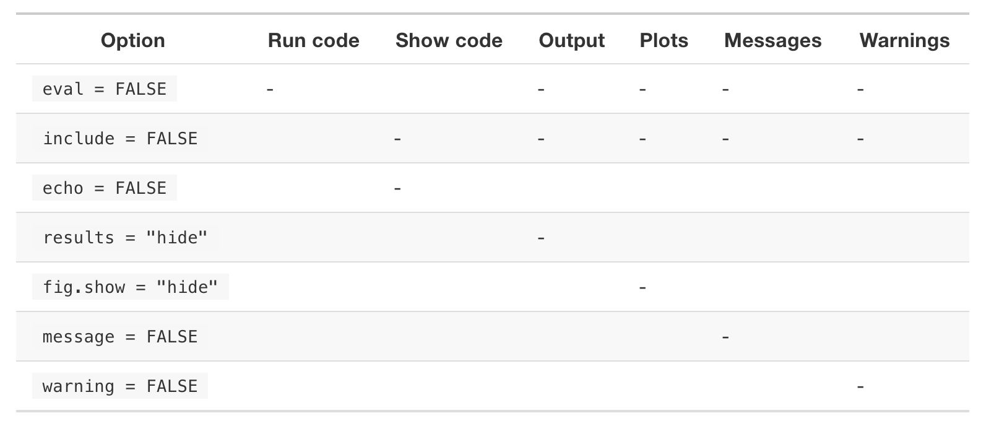 Option Run code Show code Output Plots Messages Warnings
eval = FALSE - - - - -
include = FALSE - - - - -
echo = FALSE -
results = "hide" -
fig.show = "hide" -
message = FALSE -
warning = FALSE -